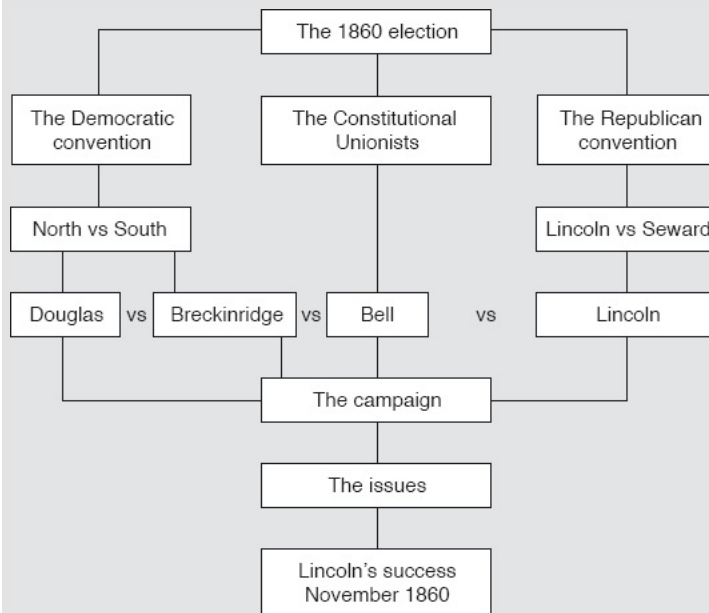 The 1860 election
The Democratic
convention
The Constitutional
Unionists
The Republican
convention
North vs South
Lincoln vs Seward
Douglas vs Breckinridge vs Bell vs Lincoln
The campaign
The issues
Lincoln's success
November 1860